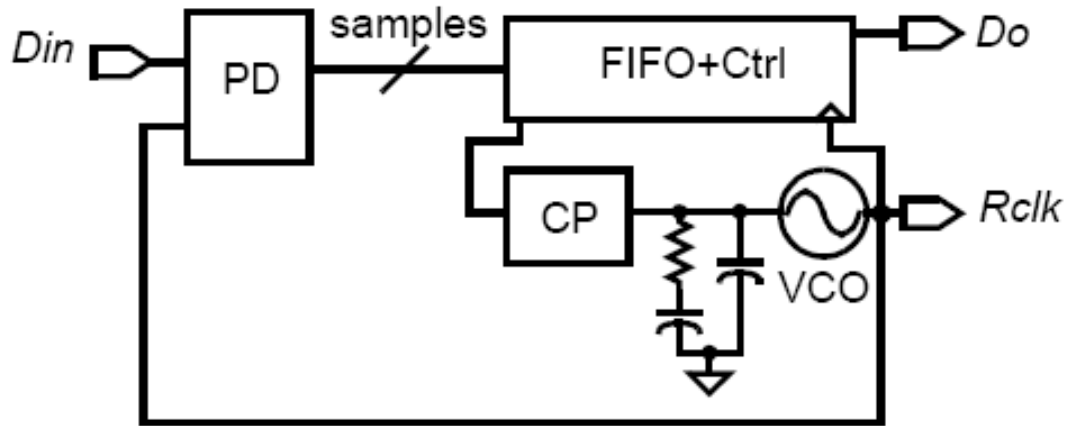 Din
PD
samples
FIFO+Ctrl
Do
CP
VCO
Rclk